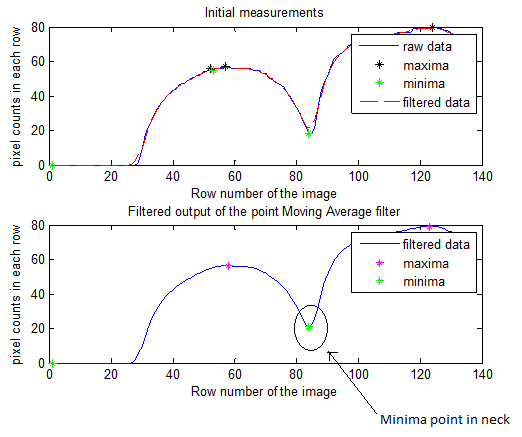 Initial measurements
80
60
40
20
0
pixel counts in each row
raw data
maxima
minima
filtered data
0 20 40 60 80 100 120 140
Row number of the image
Filtered output of the point Moving Average filter
80
60
40
20
0
pixel counts in each row
filtered data
maxima
minima
0 20 40 60 80 100 120 140
Row number of the image
Minima point in neck